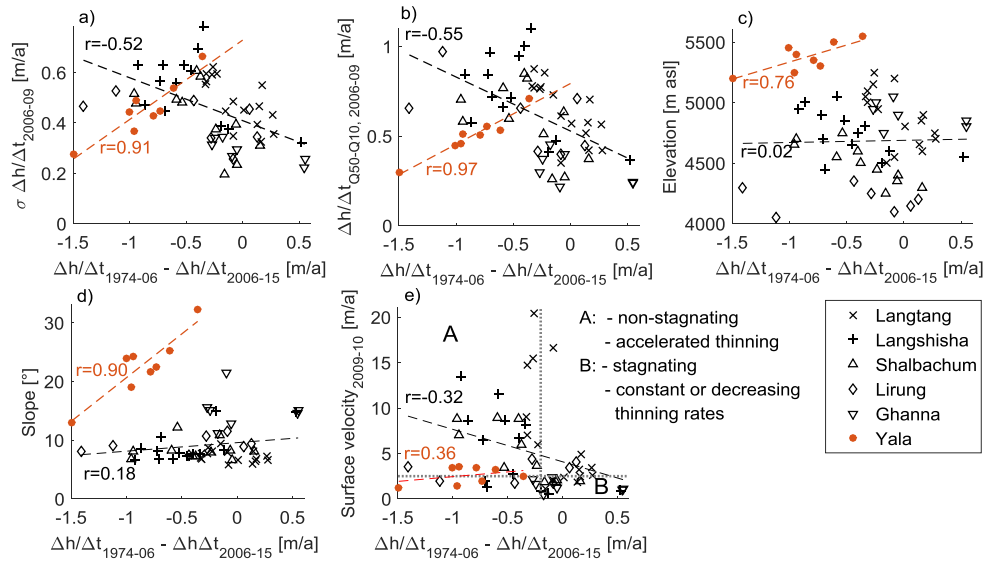 a)
r=-0.52
r=0.91
σ Δh/Δt2006-09 [m/a]
0.6
0.4
0.2
0
-1.5 -1 -0.5 0 0.5
Δh/Δt1974-06 - Δh/Δt2006-15 [m/a]
b)
r=-0.55
r=0.97
Δh/ΔtQ50-Q10, 2006-09 [m/a]
1
0.5
0
-1.5 -1 -0.5 0 0.5
Δh/Δt1974-06 - Δh/Δt2006-15 [m/a]
c)
r=0.76
r=0.02
Elevation [m asl]
5500
5000
4500
4000
-1.5 -1 -0.5 0 0.5
Δh/Δt1974-06 - Δh/Δt2006-15 [m/a]
d)
r=0.90
r=0.18
Slope [°]
30
20
10
0
-1.5 -1 -0.5 0 0.5
Δh/Δt1974-06 - ΔhΔt2006-15 [m/a]
e)
A
r=-0.32
r=0.36
B
Surface velocity2009-10 [m/a]
20
15
10
5
0
-1.5 -1 -0.5 0 0.5
Δh/Δt1974-06 - ΔhΔt2006-15 [m/a]
A: - non-stagnating
- accelerated thinning
B: - stagnating
- constant or decreasing
thinning rates
Langtang
Langshisha
Shalbachum
Lirung
Ghanna
Yala